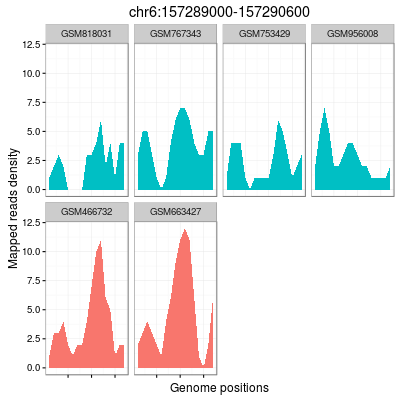 chr6:157289000-157290600
GSM818031 GSM767343 GSM753429 GSM956008
12.5
10.0
7.5
5.0
2.5
0.0
Mapped reads density
GSM466732 GSM663427
12.5
10.0
7.5
5.0
2.5
0.0
Genome positions